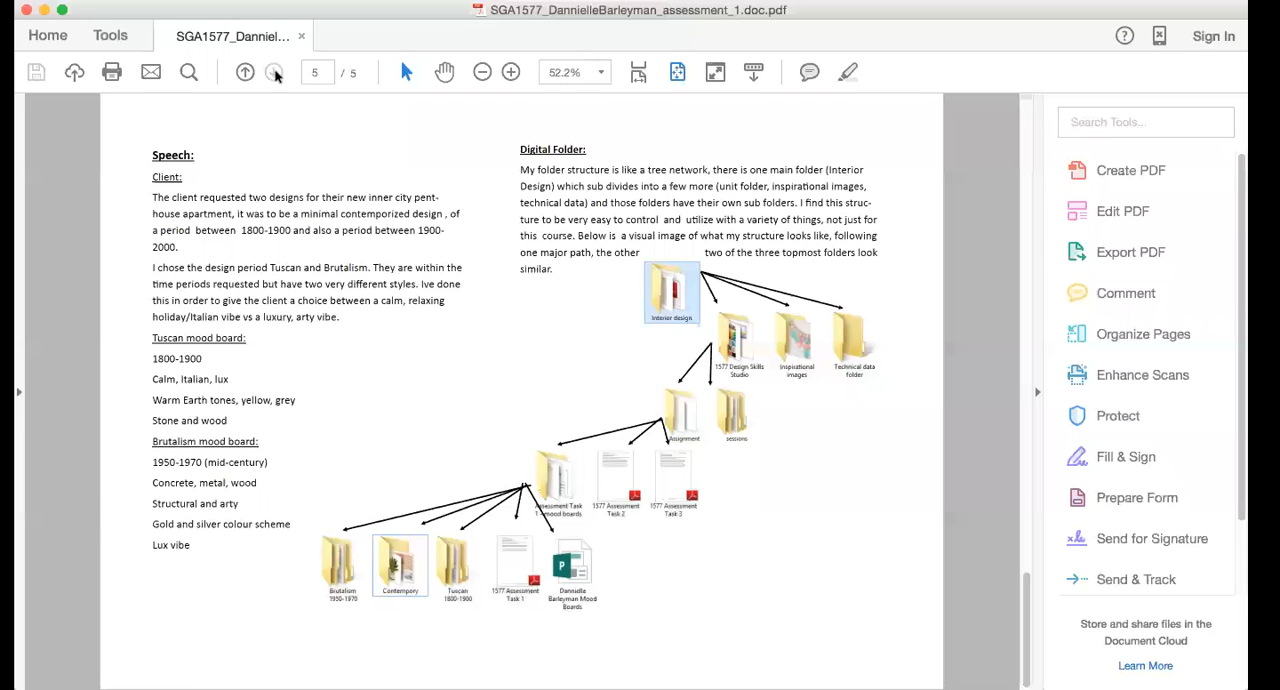 SGA1577_DannielleBarleyman_assessment_1.doc.pdf
Home
Tools
SGA1577_Danniel...
×
Sign In
5 / 5
52.2%
Speech:
Client:
The client requested two designs for their new inner city pent-
house apartment, it was to be a minimal contemporized design , of
a period between 1800-1900 and also a period between 1900-
2000.
I chose the design period Tuscan and Brutalism. They are within the
time periods requested but have two very different styles. Ive done
this in order to give the client a choice between a calm, relaxing
holiday/Italian vibe vs a luxury, arty vibe.
Tuscan mood board:
1800-1900
Calm, Italian, lux
Warm Earth tones, yellow, grey
Stone and wood
Brutalism mood board:
1950-1970 (mid-century)
Concrete, metal, wood
Structural and arty
Gold and silver colour scheme
Lux vibe
Digital Folder:
My folder structure is like a tree network, there is one main folder (Interior
Design) which sub divides into a few more (unit folder, inspirational images,
technical data) and those folders have their own sub folders. I find this struc-
ture to be very easy to control and utilize with a variety of things, not just for
this course. Below is a visual image of what my structure looks like, following
one major path, the other two of the three topmost folders look
similar.
Interior design
1577 Design Skills
Studio
Inspirational
images
Technical data
folder
Assignment
sessions
Assessment Task
1 - mood boards
1577 Assessment
Task 2
1577 Assessment
Task 3
Brutalism
1950-1970
Contempory
Tuscan
1800-1900
1577 Assessment
Task 1
Dannielle
Barleyman Mood
Boards
Search Tools...
Create PDF
Edit PDF
Export PDF
Comment
Organize Pages
Enhance Scans
Protect
Fill & Sign
Prepare Form
Send for Signature
Send & Track
Store and share files in the
Document Cloud
Learn More